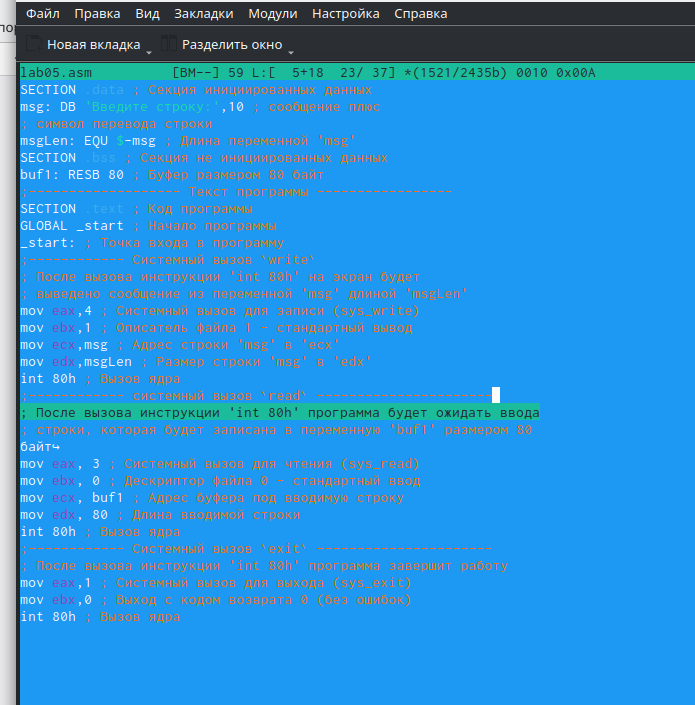 Файл Правка Вид Закладки Модули Настройка Справка
Новая вкладка Разделить окно
lab05.asm [BM--] 59 L:[ 5+18 23/ 37] *(1521/2435b) 0010 0x00A
SECTION .data ; Секция инициированных данных
msg: DB 'Введите строку:',10 ; сообщение плюс
; символ перевода строки
msgLen: EQU $-msg ; Длина переменной 'msg'
SECTION .bss ; Секция не инициированных данных
buf1: RESB 80 ; Буфер размером 80 байт
;------------------- Текст программы -----------------
SECTION .text ; Код программы
GLOBAL _start ; Начало программы
_start: ; Точка входа в программу
;------------ Системный вызов `write`
; После вызова инструкции 'int 80h' на экран будет
; выведено сообщение из переменной 'msg' длиной 'msgLen'
mov eax,4 ; Системный вызов для записи (sys_write)
mov ebx,1 ; Описатель файла 1 - стандартный вывод
mov ecx,msg ; Адрес строки 'msg' в 'ecx'
mov edx,msgLen ; Размер строки 'msg' в 'edx'
int 80h ; Вызов ядра
;------------ системный вызов `read` ----------------------
; После вызова инструкции 'int 80h' программа будет ожидать ввода
; строки, которая будет записана в переменную 'buf1' размером 80
байт↪
mov eax, 3 ; Системный вызов для чтения (sys_read)
mov ebx, 0 ; Дескриптор файла 0 - стандартный ввод
mov ecx, buf1 ; Адрес буфера под вводимую строку
mov edx, 80 ; Длина вводимой строки
int 80h ; Вызов ядра
;------------ Системный вызов `exit` ----------------------
; После вызова инструкции 'int 80h' программа завершит работу
mov eax,1 ; Системный вызов для выхода (sys_exit)
mov ebx,0 ; Выход с кодом возврата 0 (без ошибок)
int 80h ; Вызов ядра